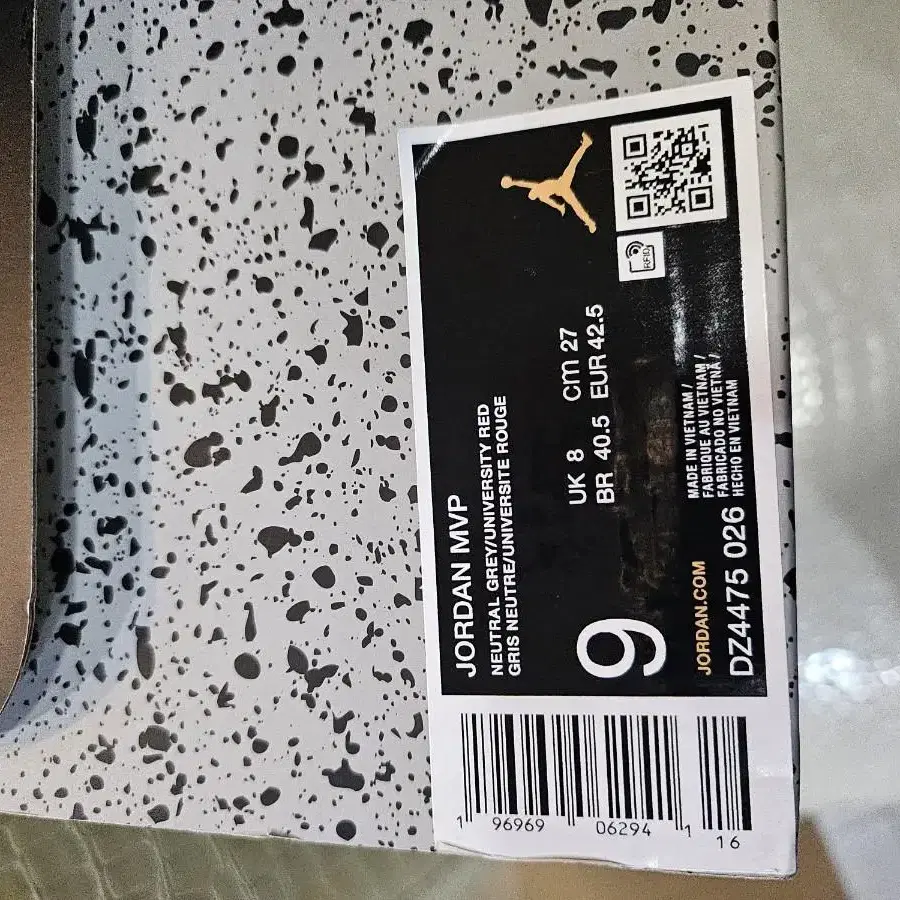 JORDAN MVP
NEUTRAL GREY/UNIVERSITY RED
GRIS NEUTRE/UNIVERSITE ROUGE
9
UK 8 cm 27
BR 40.5 EUR 42.5
RFID
JORDAN.COM
DZ4475 026
MADE IN VIETNAM /
FABRIQUE AU VIETNAM /
FABRICADO NO VIETNÃ /
HECHO EN VIETNAM
1 96969 06294 1
16